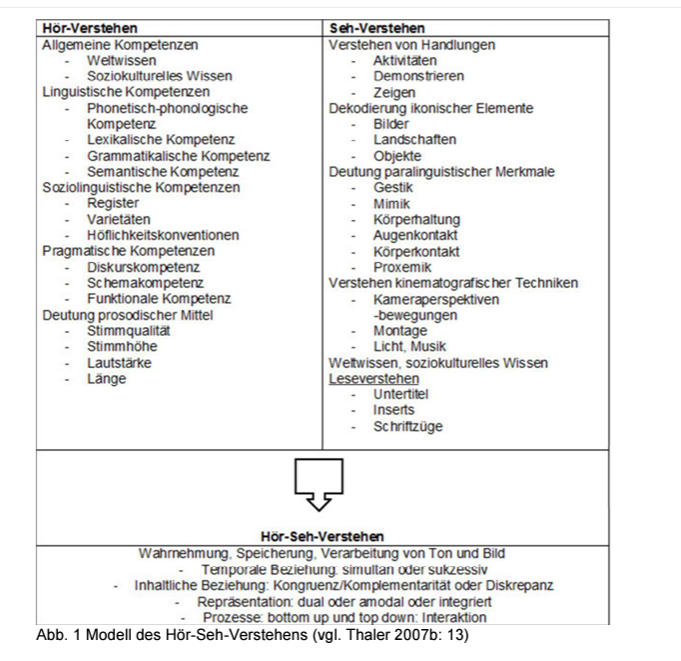 Hör-Verstehen
Allgemeine Kompetenzen
- Weltwissen
- Soziokulturelles Wissen
Linguistische Kompetenzen
- Phonetisch-phonologische
Kompetenz
- Lexikalische Kompetenz
- Grammatikalische Kompetenz
- Semantische Kompetenz
Soziolinguistische Kompetenzen
- Register
- Varietäten
- Höflichkeitskonventionen
Pragmatische Kompetenzen
- Diskurskompetenz
- Schemakompetenz
- Funktionale Kompetenz
Deutung prosodischer Mittel
- Stimmqualität
- Stimmhöhe
- Lautstärke
- Länge
Seh-Verstehen
Verstehen von Handlungen
- Aktivitäten
- Demonstrieren
- Zeigen
Dekodierung ikonischer Elemente
- Bilder
- Landschaften
- Objekte
Deutung paralinguistischer Merkmale
- Gestik
- Mimik
- Körperhaltung
- Augenkontakt
- Körperkontakt
- Proxemik
Verstehen kinematografischer Techniken
- Kameraperspektiven
-bewegungen
- Montage
- Licht, Musik
Weltwissen, soziokulturelles Wissen
Leseverstehen
- Untertitel
- Inserts
- Schriftzüge
Hör-Seh-Verstehen
Wahrnehmung, Speicherung, Verarbeitung von Ton und Bild
- Temporale Beziehung: simultan oder sukzessiv
- Inhaltliche Beziehung: Kongruenz/Komplementarität oder Diskrepanz
- Repräsentation: dual oder amodal oder integriert
- Prozesse: bottom up und top down: Interaktion
Abb. 1 Modell des Hör-Seh-Verstehens (vgl. Thaler 2007b: 13)